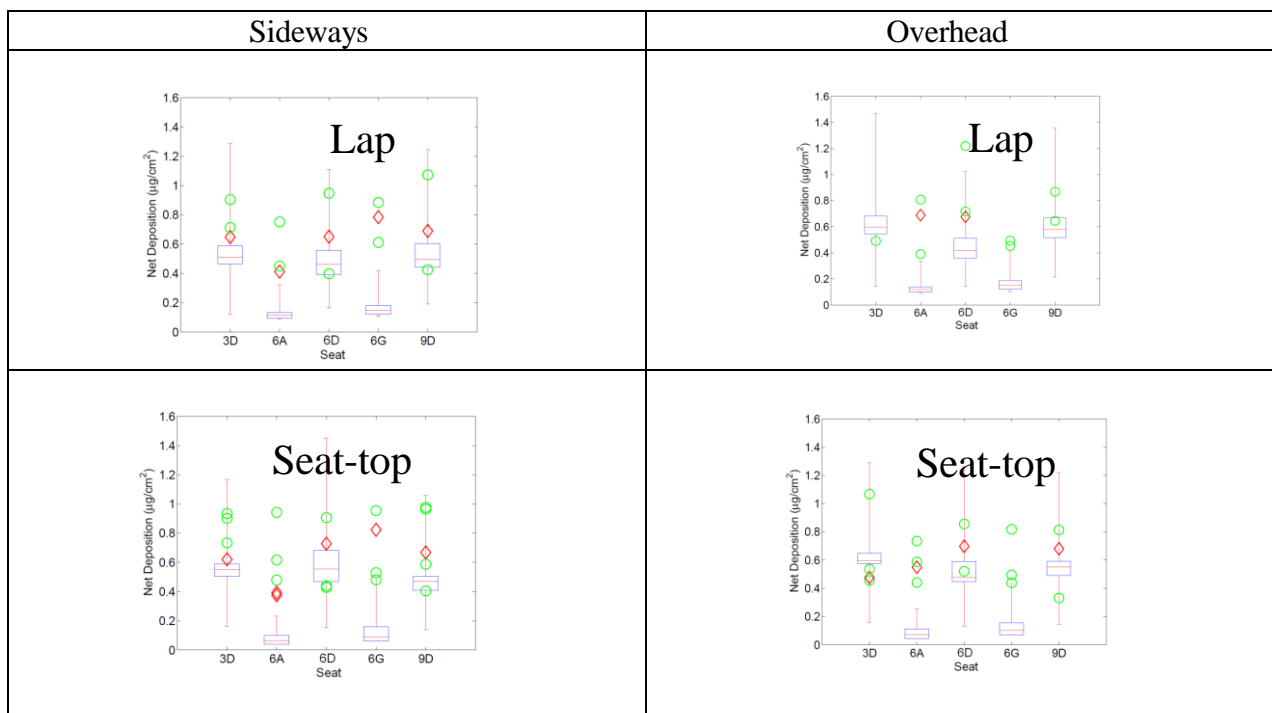 Sideways
Overhead
1.6
1.4
1.2
1
0.8
0.6
0.4
0.2
0
Net Deposition (µg/cm²)
Lap
3D 6A 6D 6G 9D
Seat
1.6
1.4
1.2
1
0.8
0.6
0.4
0.2
0
Net Deposition (µg/cm²)
Lap
3D 6A 6D 6G 9D
Seat
1.6
1.4
1.2
1
0.8
0.6
0.4
0.2
0
Net Deposition (µg/cm²)
Seat-top
3D 6A 6D 6G 9D
Seat
1.6
1.4
1.2
1
0.8
0.6
0.4
0.2
0
Net Deposition (µg/cm²)
Seat-top
3D 6A 6D 6G 9D
Seat